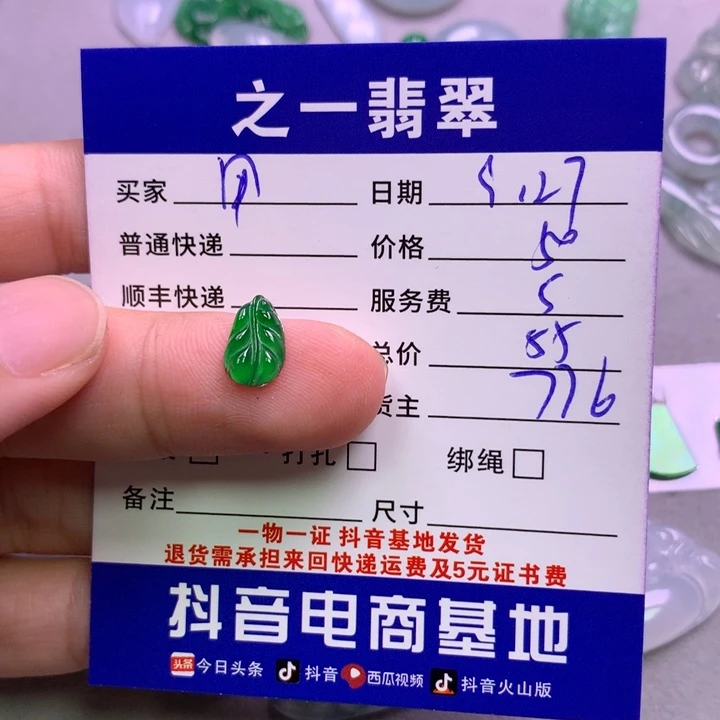 之一翡翠
买家 日期 5.127
普通快递 价格 50
顺丰快递 服务费 5
总价 55
货主 776
打孔 绑绳
备注 尺寸
一物一证 抖音基地发货
退货需承担来回快递运费及5元证书费
抖音电商基地
头条 今日头条 抖音 西瓜视频 抖音火山版